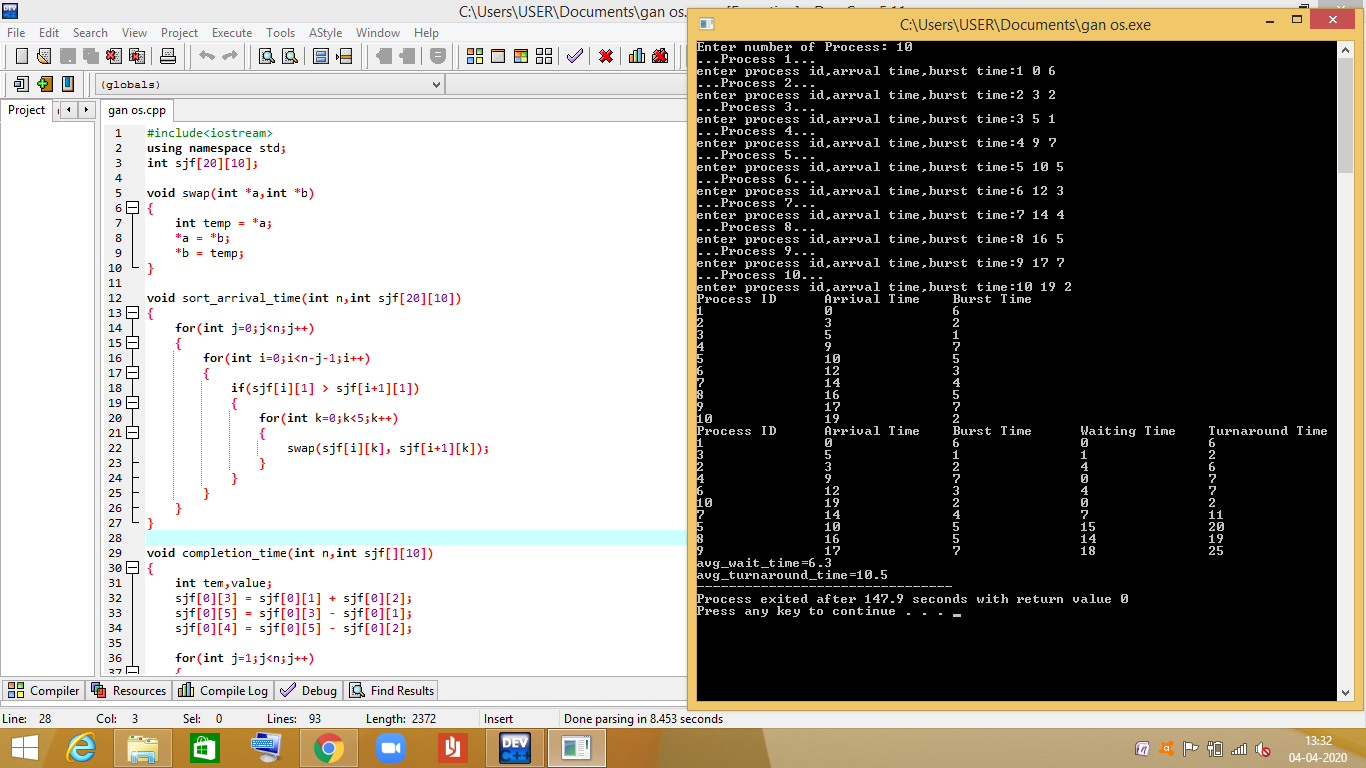 C:\Users\USER\Documents\gan os.
File Edit Search View Project Execute Tools AStyle Window Help
(globals)
Project
gan os.cpp
1 #include<iostream>
2 using namespace std;
3 int sjf[20][10];
4
5 void swap(int *a,int *b)
6 {
7 int temp = *a;
8 *a = *b;
9 *b = temp;
10 }
11
12 void sort_arrival_time(int n,int sjf[20][10])
13 {
14 for(int j=0;j<n;j++)
15 {
16 for(int i=0;i<n-j-1;i++)
17 {
18 if(sjf[i][1] > sjf[i+1][1])
19 {
20 for(int k=0;k<5;k++)
21 {
22 swap(sjf[i][k], sjf[i+1][k]);
23 }
24 }
25 }
26 }
27 }
28
29 void completion_time(int n,int sjf[][10])
30 {
31 int tem,value;
32 sjf[0][3] = sjf[0][1] + sjf[0][2];
33 sjf[0][5] = sjf[0][3] - sjf[0][1];
34 sjf[0][4] = sjf[0][5] - sjf[0][2];
35
36 for(int j=1;j<n;j++)
37 {
Compiler Resources Compile Log Debug Find Results
Line: 28 Col: 3 Sel: 0 Lines: 93 Length: 2372 Insert Done parsing in 8.453 seconds
C:\Users\USER\Documents\gan os.exe
Enter number of Process: 10
...Process 1...
enter process id,arrval time,burst time:1 0 6
...Process 2...
enter process id,arrval time,burst time:2 3 2
...Process 3...
enter process id,arrval time,burst time:3 5 1
...Process 4...
enter process id,arrval time,burst time:4 9 7
...Process 5...
enter process id,arrval time,burst time:5 10 5
...Process 6...
enter process id,arrval time,burst time:6 12 3
...Process 7...
enter process id,arrval time,burst time:7 14 4
...Process 8...
enter process id,arrval time,burst time:8 16 5
...Process 9...
enter process id,arrval time,burst time:9 17 7
...Process 10...
enter process id,arrval time,burst time:10 19 2
Process ID Arrival Time Burst Time
1 0 6
2 3 2
3 5 1
4 9 7
5 10 5
6 12 3
7 14 4
8 16 5
9 17 7
10 19 2
Process ID Arrival Time Burst Time Waiting Time Turnaround Time
1 0 6 0 6
3 5 1 1 2
2 3 2 4 6
4 9 7 0 7
6 12 3 4 7
10 19 2 0 2
7 14 4 7 11
5 10 5 15 20
8 16 5 14 19
9 17 7 18 25
avg_wait_time=6.3
avg_turnaround_time=10.5
--------------------------------
Process exited after 147.9 seconds with return value 0
Press any key to continue . . .
DEV C++
13:32
04-04-2020